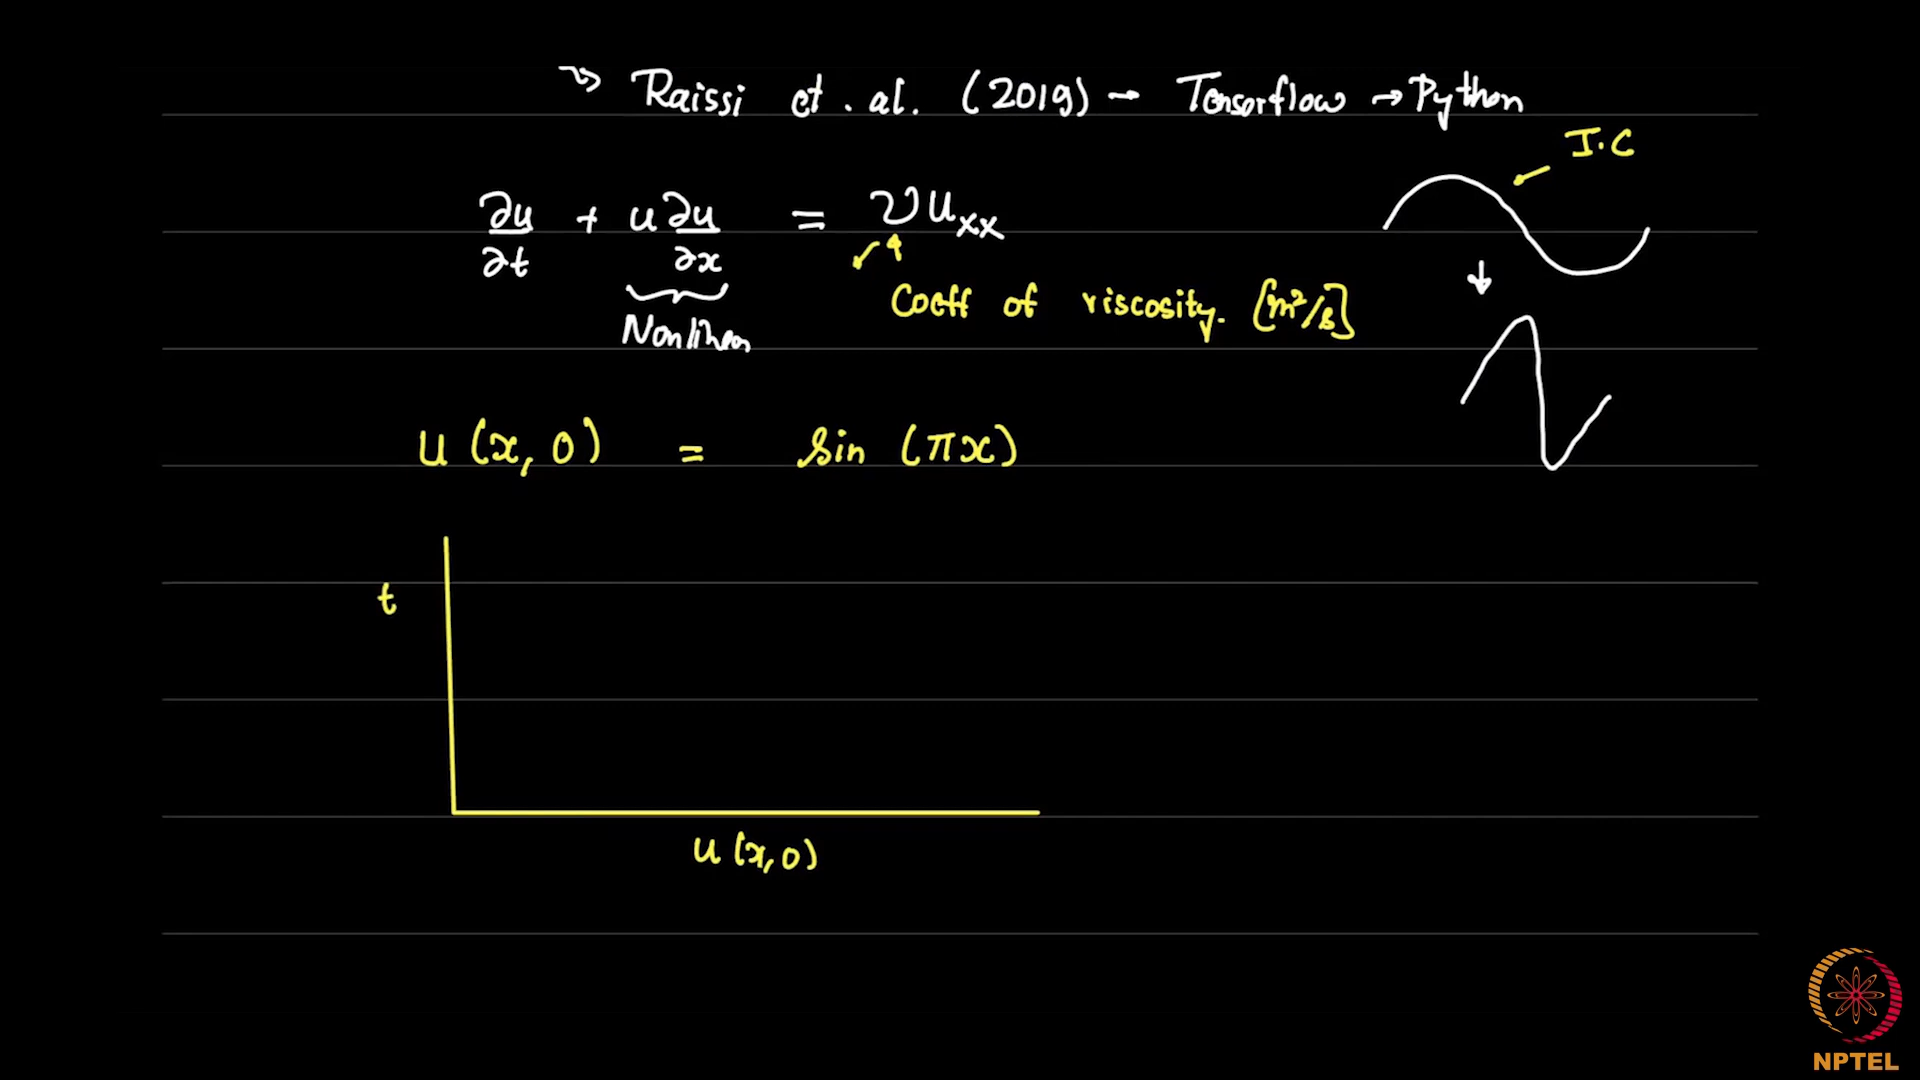 Raissi et. al. (2019) - Tensorflow → Python
I.C
∂u/∂t + u ∂u/∂x = ν u_xx
Coeff of viscosity. [m²/s]
Nonlinear
u (x, 0) = sin (πx)
t
u (x, 0)
NPTEL